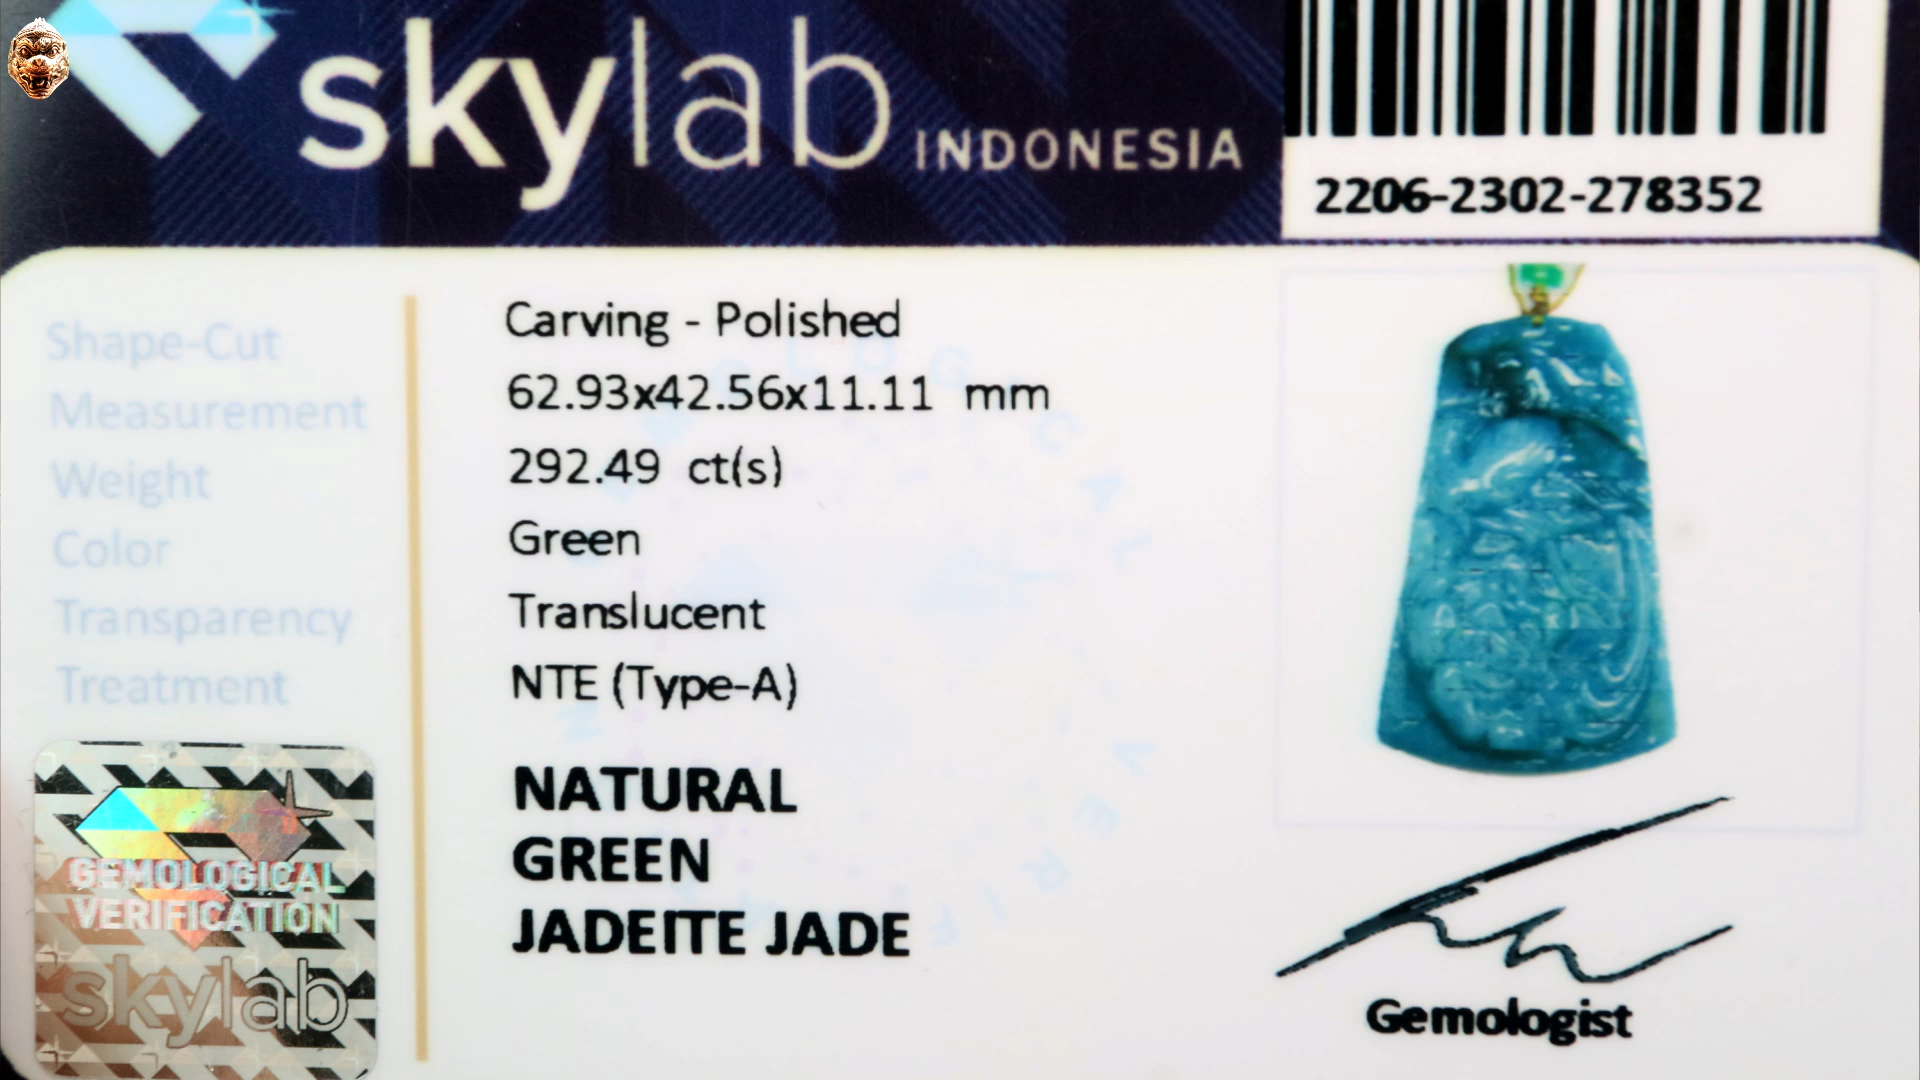 skylab INDONESIA
2206-2302-278352
Shape-Cut Carving - Polished
Measurement 62.93x42.56x11.11 mm
Weight 292.49 ct(s)
Color Green
Transparency Translucent
Treatment NTE (Type-A)
NATURAL
GREEN
JADEITE JADE
GEMOLOGICAL
VERIFICATION
skylab
Gemologist